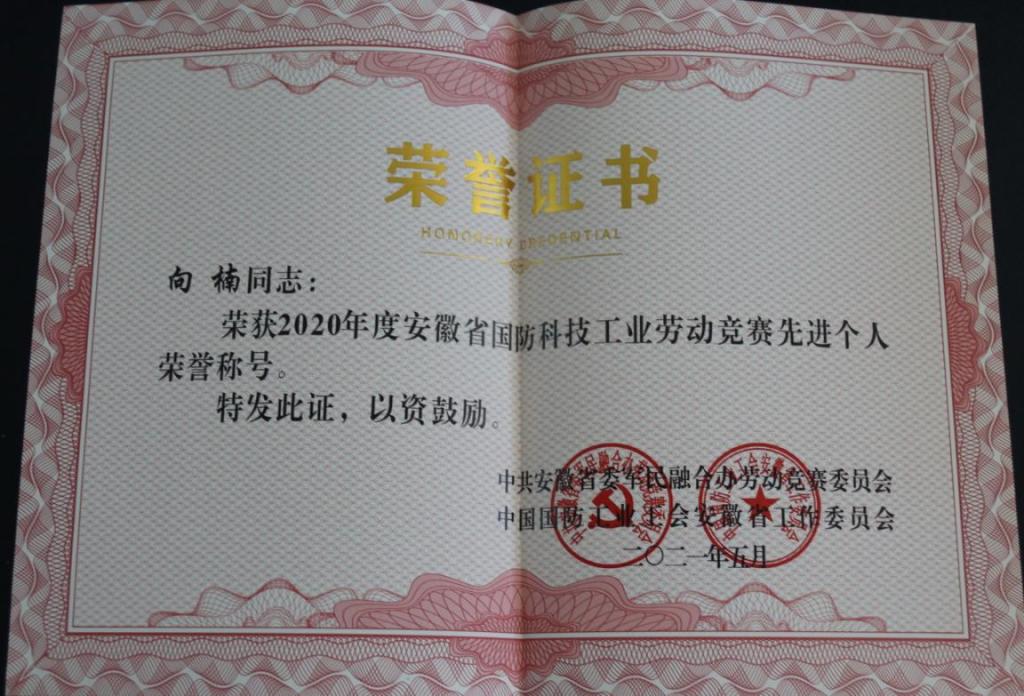 荣誉证书
HONORERY CREDENTIAL
向 楠同志：
荣获2020年度安徽省国防科技工业劳动竞赛先进个人
荣誉称号。
特发此证，以资鼓励。
中共安徽省委军民融合办劳动竞赛委员会
中国国防工业工会安徽省工作委员会
二〇二一年五月